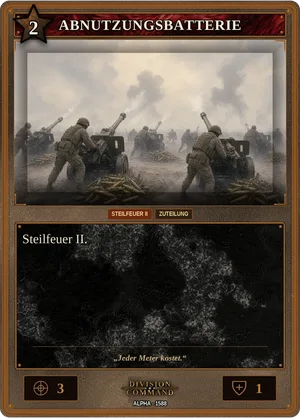 2
ABNUTZUNGSBATTERIE
STEILFEUER II
ZUTEILUNG
Steilfeuer II.
„Jeder Meter kostet.“
3
DIVISION
COMMAND
ALPHA · 1588
1